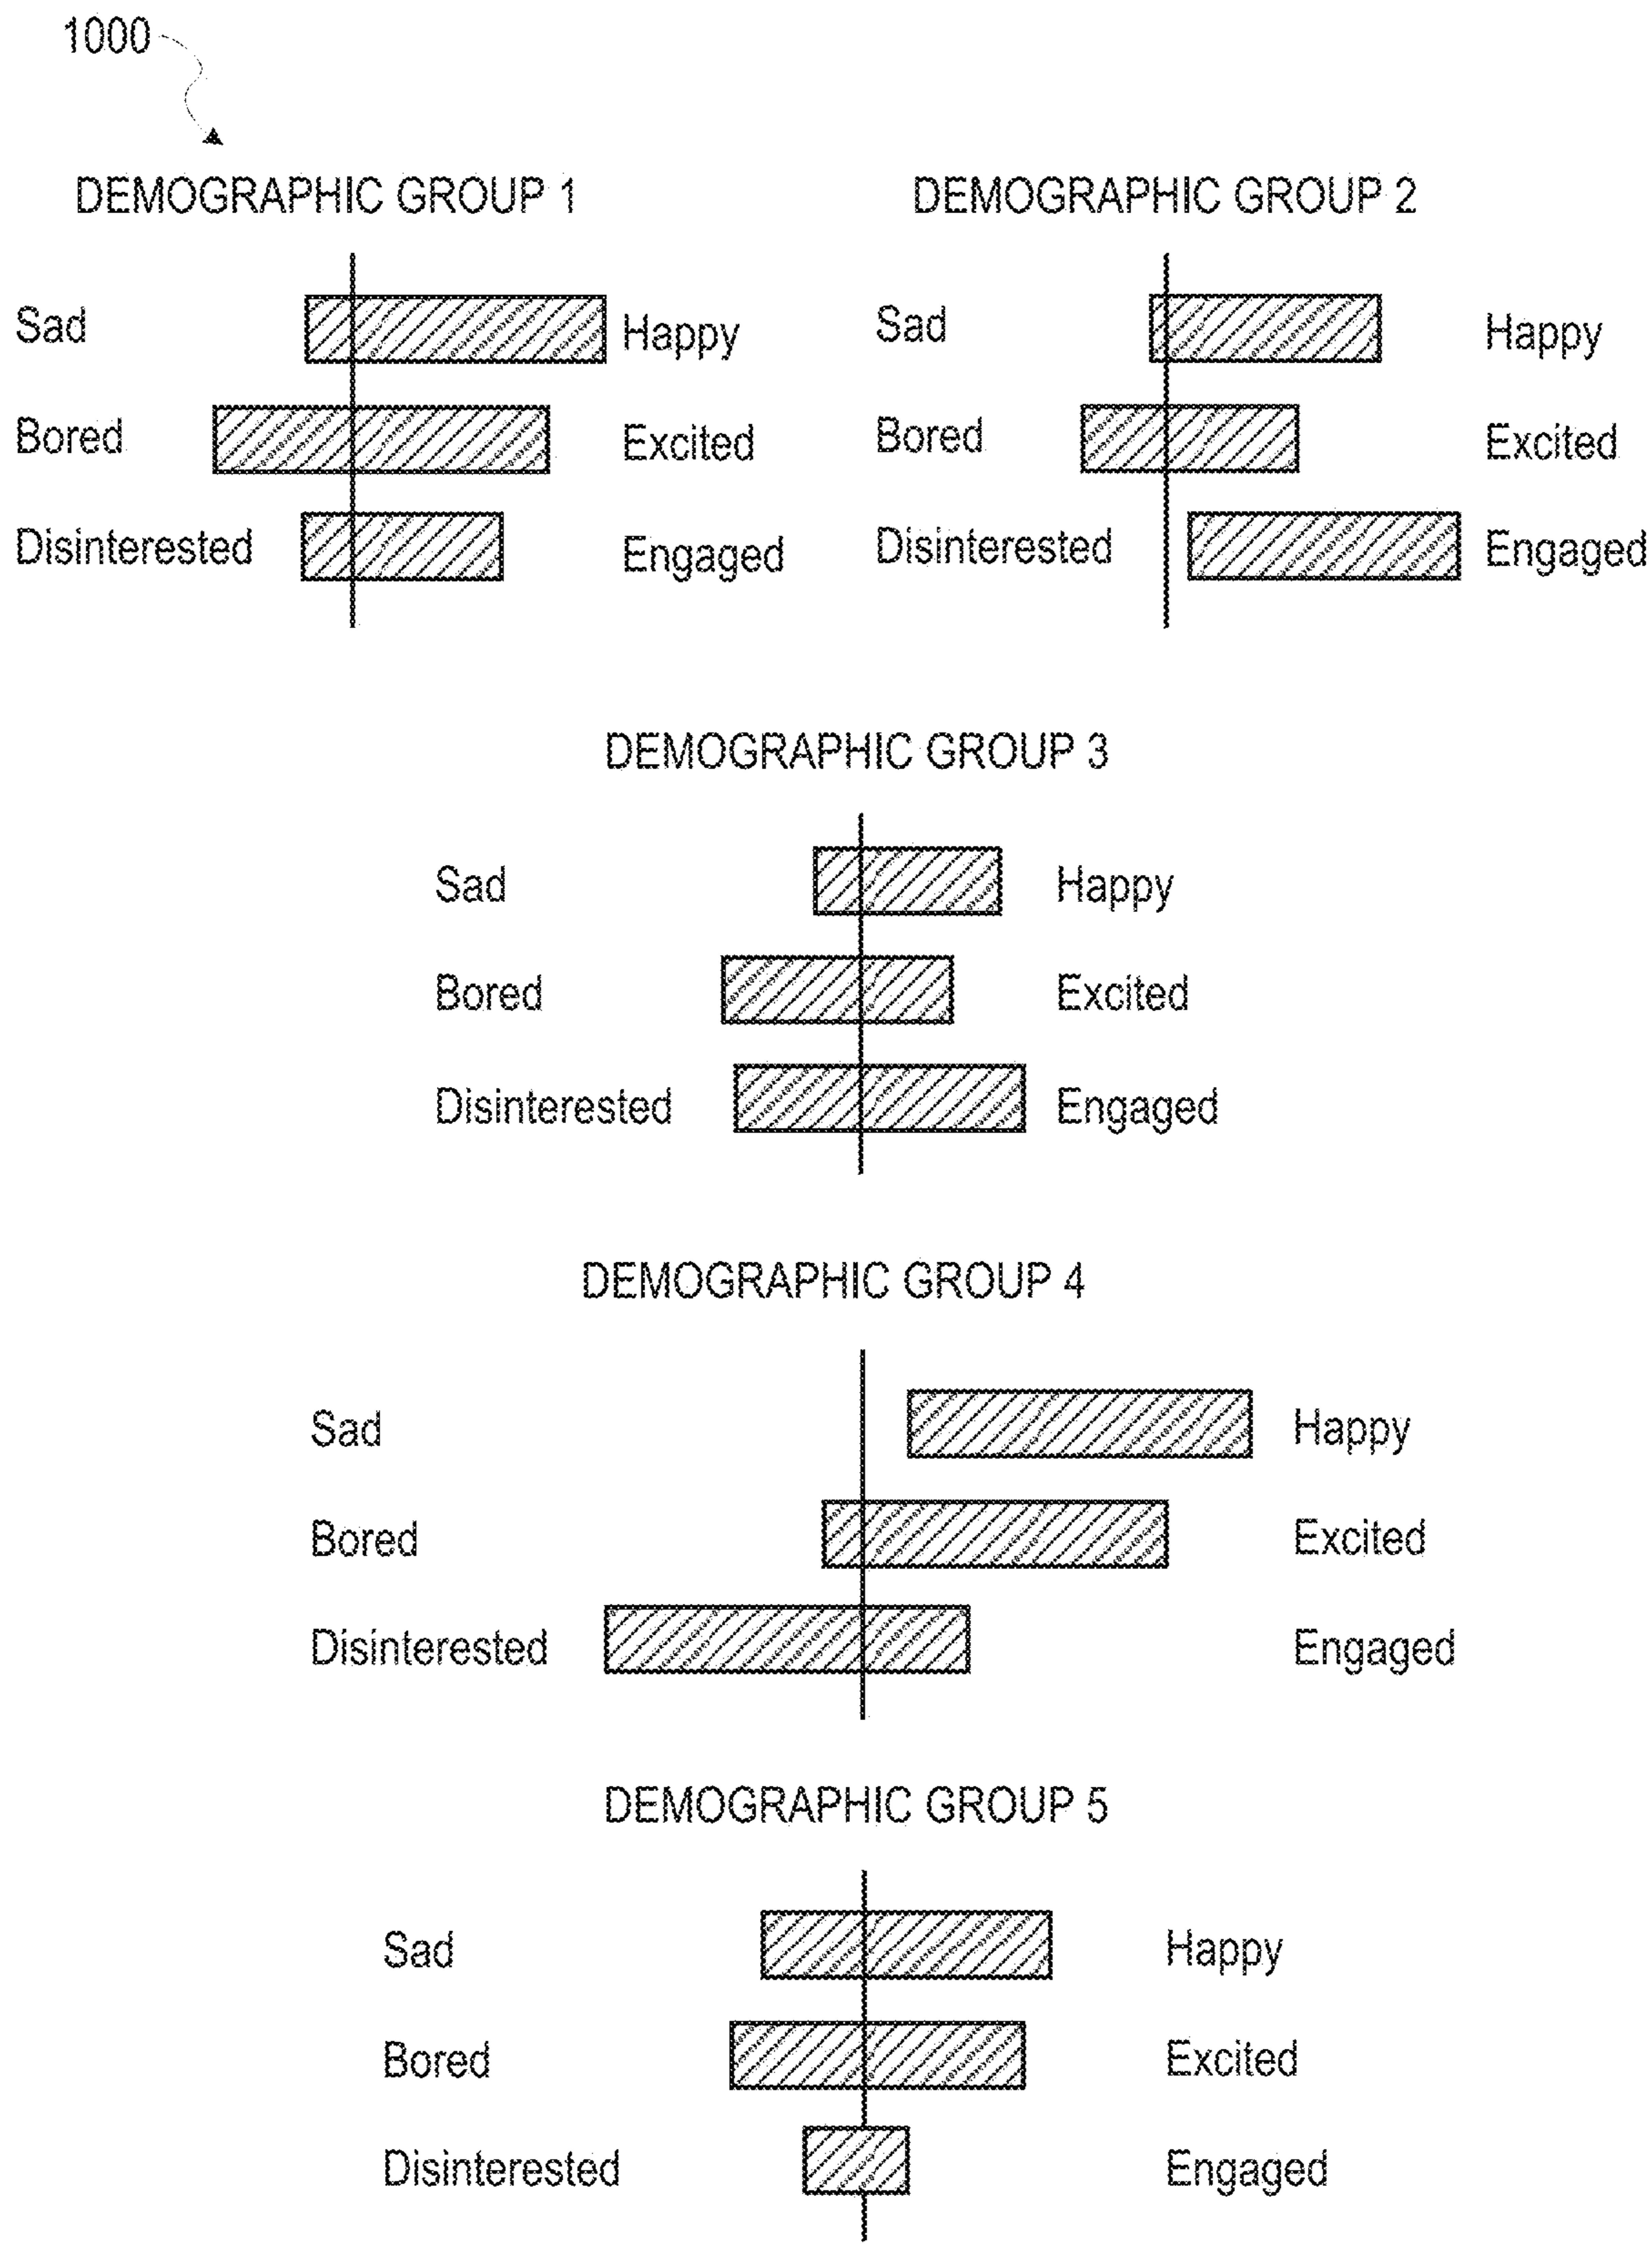 1000
DEMOGRAPHIC GROUP 1
Sad Happy
Bored Excited
Disinterested Engaged
DEMOGRAPHIC GROUP 2
Sad Happy
Bored Excited
Disinterested Engaged
DEMOGRAPHIC GROUP 3
Sad Happy
Bored Excited
Disinterested Engaged
DEMOGRAPHIC GROUP 4
Sad Happy
Bored Excited
Disinterested Engaged
DEMOGRAPHIC GROUP 5
Sad Happy
Bored Excited
Disinterested Engaged